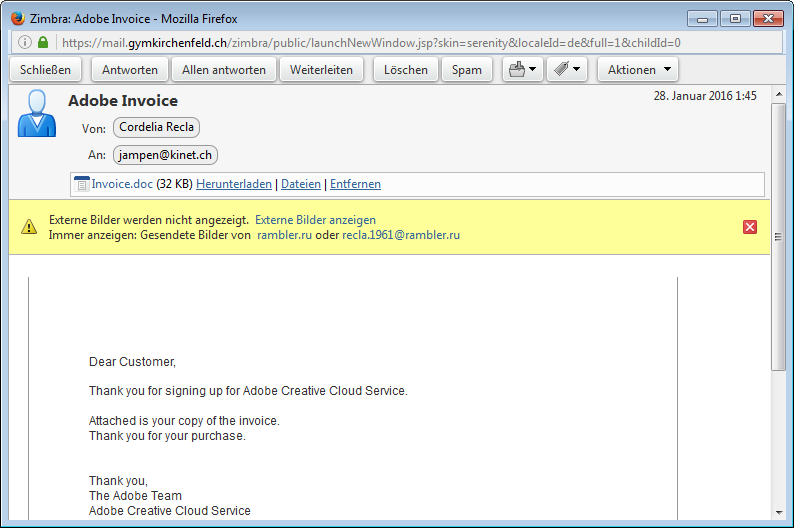 Zimbra: Adobe Invoice - Mozilla Firefox
https://mail.gymkirchenfeld.ch/zimbra/public/launchNewWindow.jsp?skin=serenity&localeId=de&full=1&childId=0
Schließen Antworten Allen antworten Weiterleiten Löschen Spam Aktionen
Adobe Invoice 28. Januar 2016 1:45
Von: Cordelia Recla
An: jampen@kinet.ch
Invoice.doc (32 KB) Herunterladen | Dateien | Entfernen
Externe Bilder werden nicht angezeigt. Externe Bilder anzeigen
Immer anzeigen: Gesendete Bilder von rambler.ru oder recla.1961@rambler.ru
Dear Customer,
Thank you for signing up for Adobe Creative Cloud Service.
Attached is your copy of the invoice.
Thank you for your purchase.
Thank you,
The Adobe Team
Adobe Creative Cloud Service